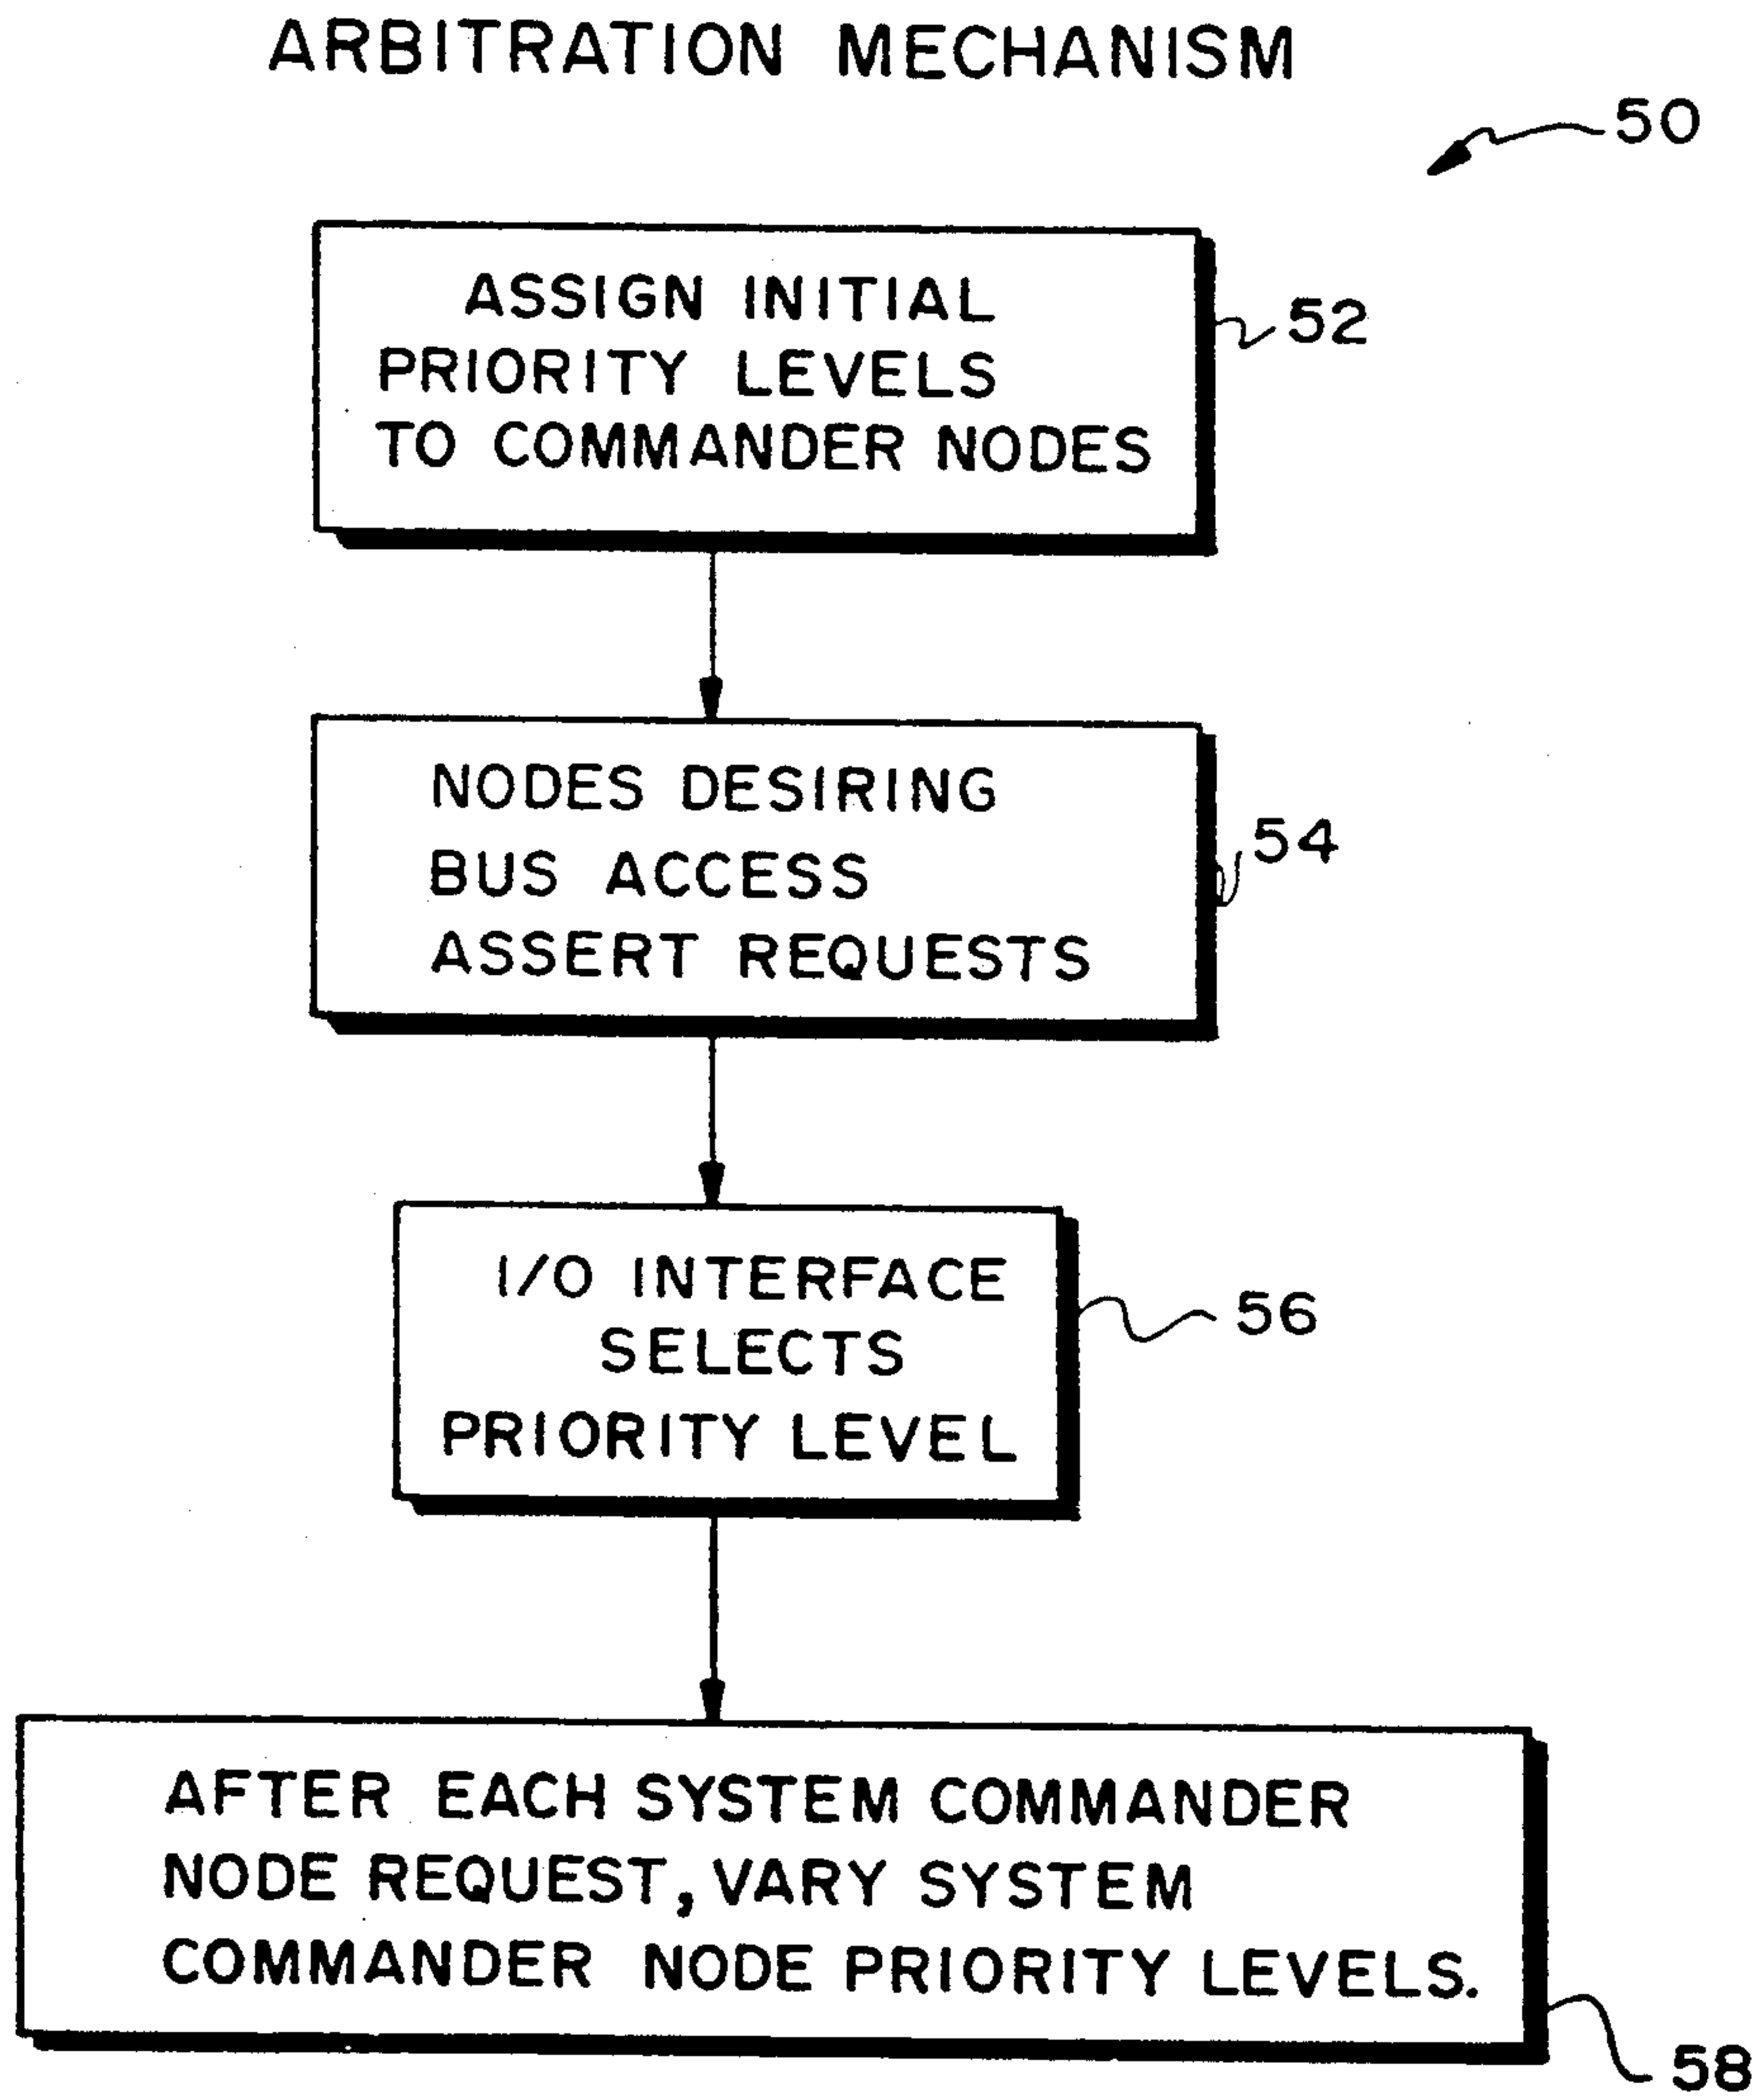 ARBITRATION MECHANISM
50
ASSIGN INITIAL
PRIORITY LEVELS
TO COMMANDER NODES
52
NODES DESIRING
BUS ACCESS
ASSERT REQUESTS
54
I/O INTERFACE
SELECTS
PRIORITY LEVEL
56
AFTER EACH SYSTEM COMMANDER
NODE REQUEST, VARY SYSTEM
COMMANDER NODE PRIORITY LEVELS.
58